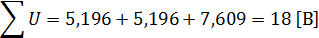 ∑ U = 5,196 + 5,196 + 7,609 = 18 [В]